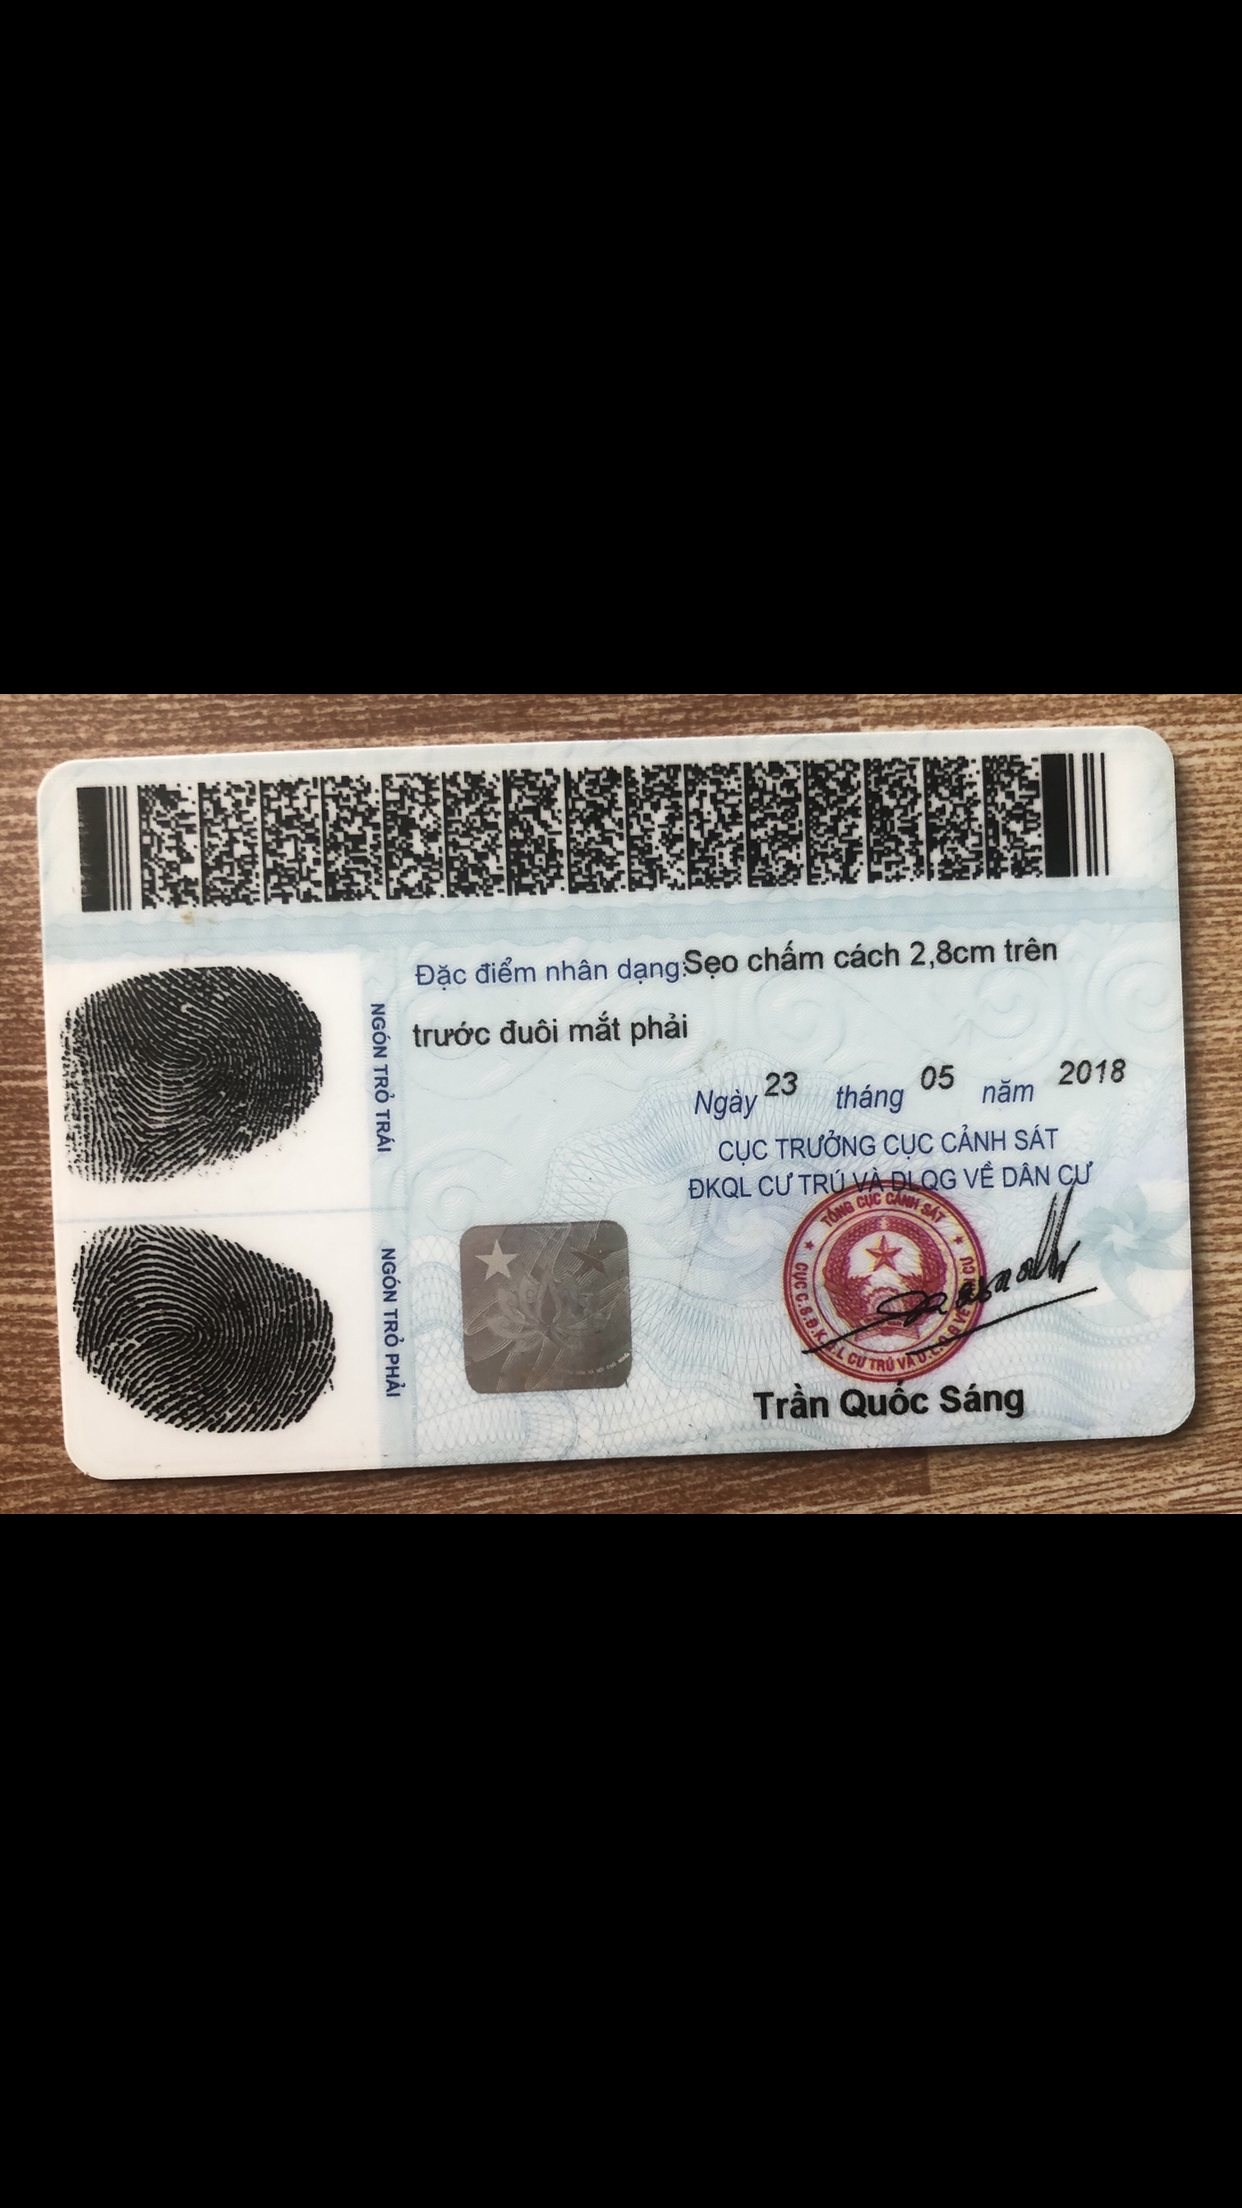 Đặc điểm nhân dạng:Sẹo chấm cách 2,8cm trên
trước đuôi mắt phải
Ngày 23 tháng 05 năm 2018
CỤC TRƯỞNG CỤC CẢNH SÁT
ĐKQL CƯ TRÚ VÀ DLQG VỀ DÂN CƯ
TỔNG CỤC CẢNH SÁT
CỤC C.S.Đ.K.Q.L CƯ TRÚ VÀ D.L.Q.G VỀ DÂN CƯ
Trần Quốc Sáng
NGÓN TRỎ TRÁI
NGÓN TRỎ PHẢI